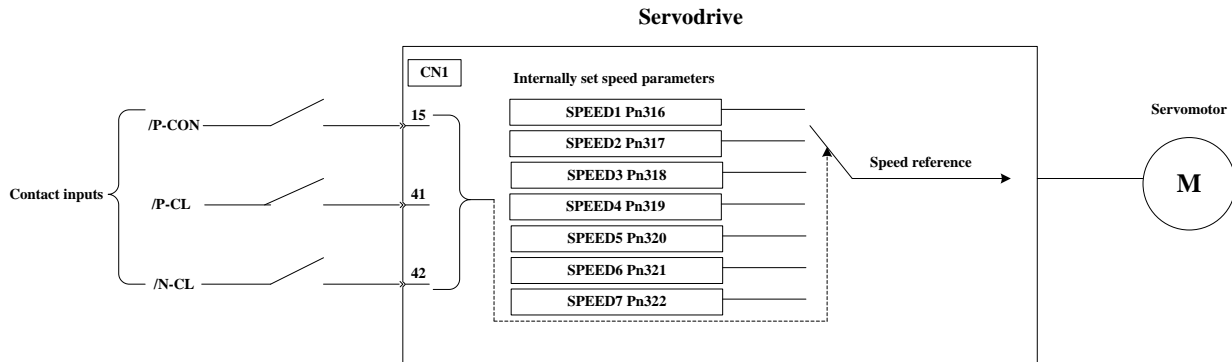 Servodrive
CN1
Internally set speed parameters
Contact inputs
/P-CON
15
/P-CL
41
/N-CL
42
SPEED1 Pn316
SPEED2 Pn317
SPEED3 Pn318
SPEED4 Pn319
SPEED5 Pn320
SPEED6 Pn321
SPEED7 Pn322
Speed reference
Servomotor
M